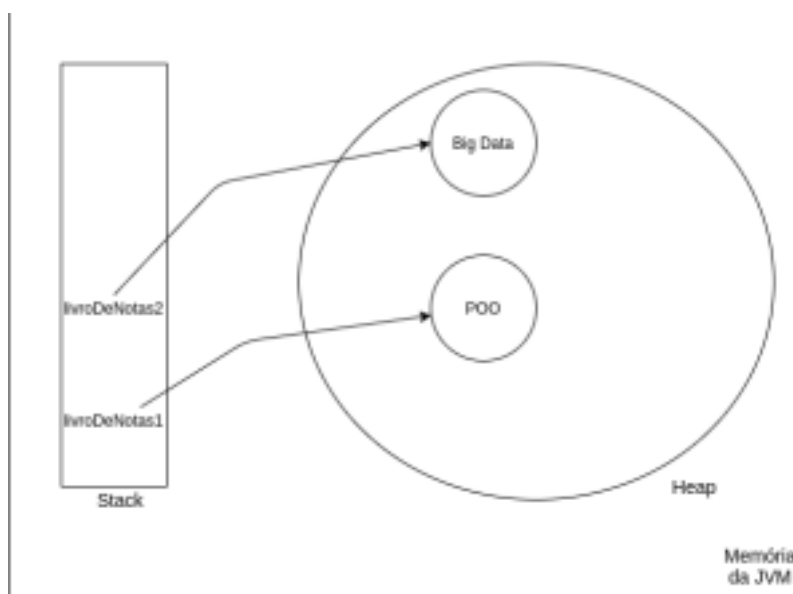 Big Data
livroDeNotas2
POO
livroDeNotas1
Stack
Heap
Memória
da JVM